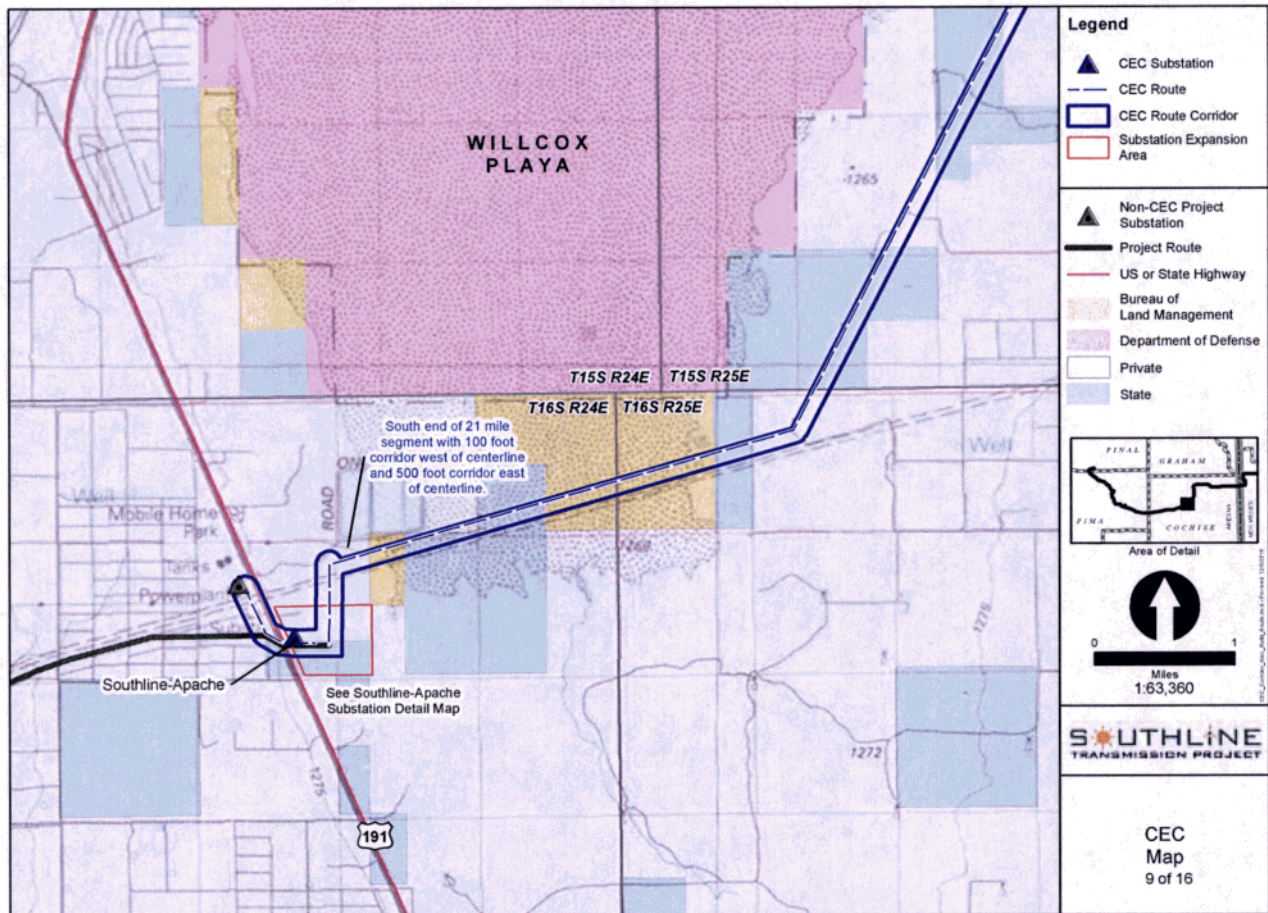 WILLCOX
PLAYA
1265
T15S R24E
T15S R25E
T16S R24E
T16S R25E
South end of 21 mile
segment with 100 foot
corridor west of centerline
and 500 foot corridor east
of centerline.
ROAD
Well
Well
Mobile Home
Park
Tanks
Powerplant
1268
1275
Southline-Apache
See Southline-Apache
Substation Detail Map
1272
1275
191
Legend
CEC Substation
CEC Route
CEC Route Corridor
Substation Expansion
Area
Non-CEC Project
Substation
Project Route
US or State Highway
Bureau of
Land Management
Department of Defense
Private
State
PINAL
GRAHAM
PIMA
COCHISE
ARIZONA
NEW MEXICO
Area of Detail
0 1
Miles
1:63,360
SOUTHLINE
TRANSMISSION PROJECT
CEC
Map
9 of 16